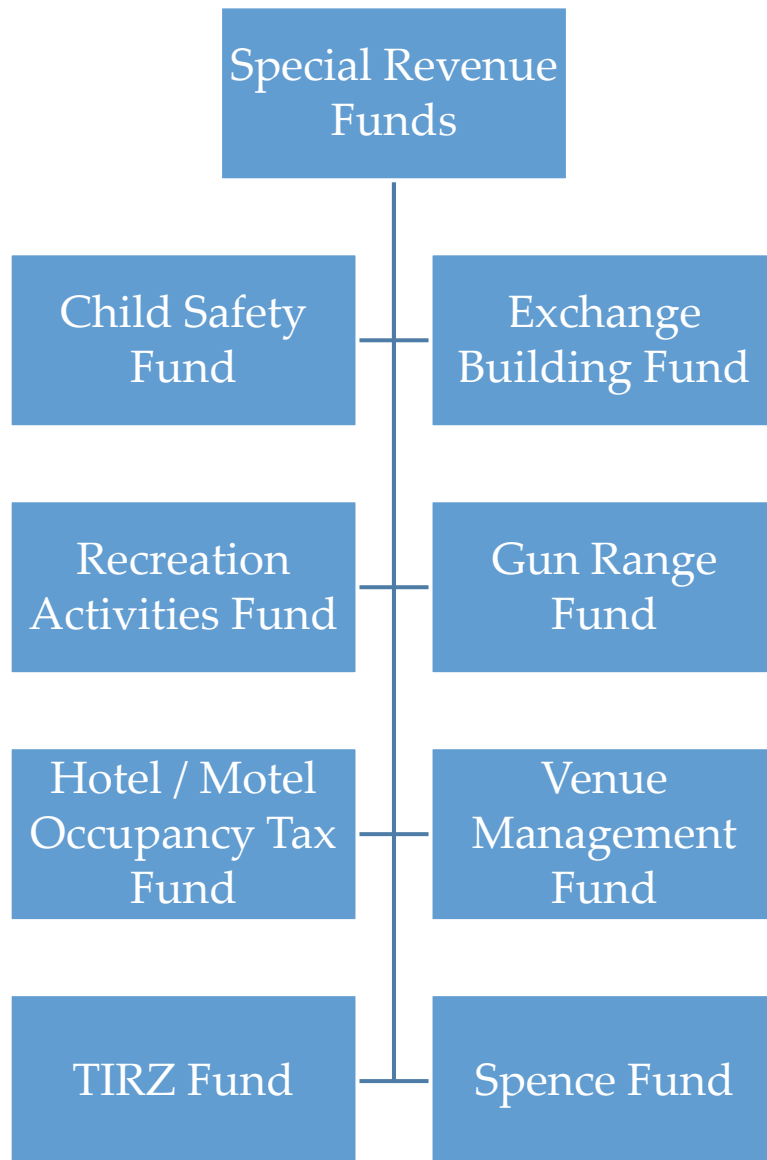 Special Revenue
Funds
Child Safety
Fund
Exchange
Building Fund
Recreation
Activities Fund
Gun Range
Fund
Hotel / Motel
Occupancy Tax
Fund
Venue
Management
Fund
TIRZ Fund
Spence Fund